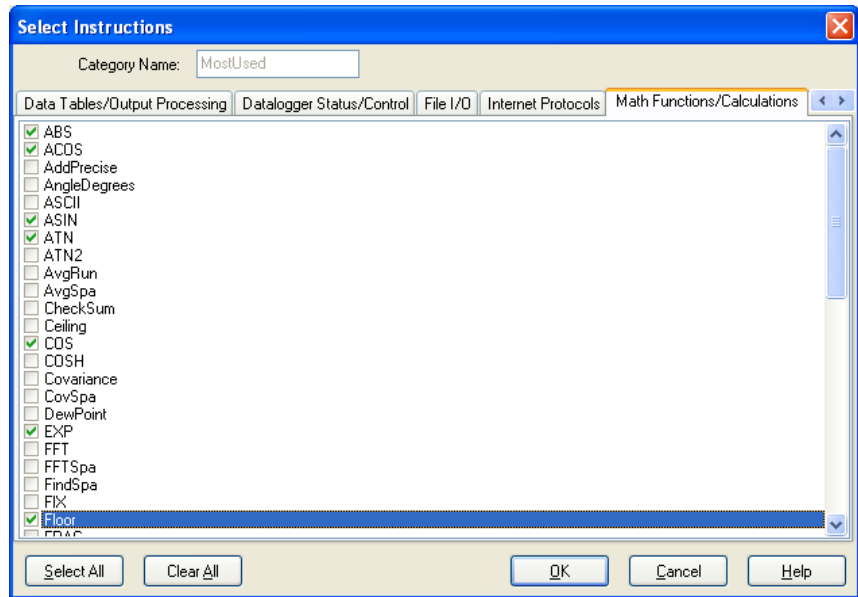 Select Instructions
Category Name: MostUsed
Data Tables/Output Processing Datalogger Status/Control File I/O Internet Protocols Math Functions/Calculations
ABS
ACOS
AddPrecise
AngleDegrees
ASCII
ASIN
ATN
ATN2
AvgRun
AvgSpa
CheckSum
Ceiling
COS
COSH
Covariance
CovSpa
DewPoint
EXP
FFT
FFTSpa
FindSpa
FIX
Floor
Select All Clear All OK Cancel Help